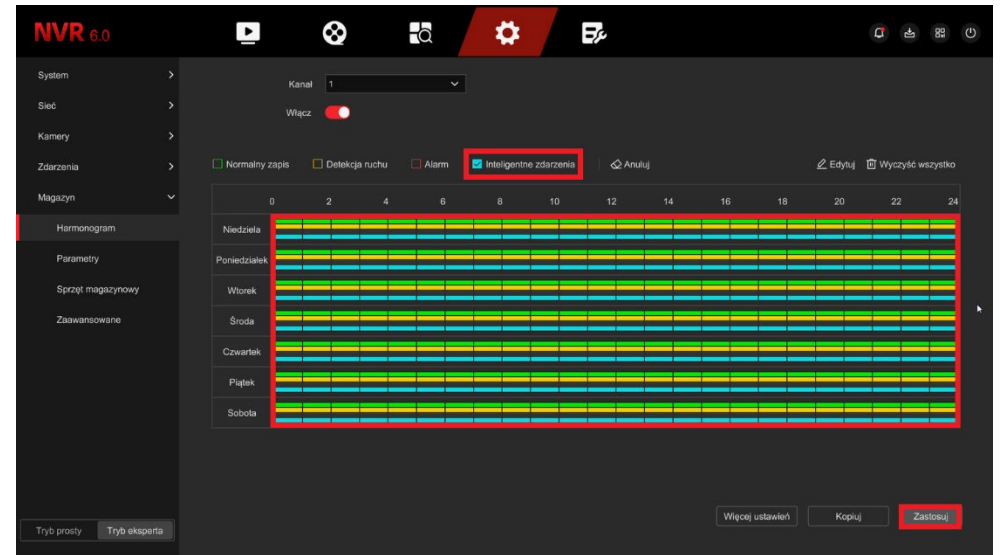 NVR 6.0
System
Sieć
Kamery
Zdarzenia
Magazyn
Harmonogram
Parametry
Sprzęt magazynowy
Zaawansowane
Tryb prosty Tryb eksperta
Kanał 1
Włącz
Normalny zapis Detekcja ruchu Alarm Inteligentne zdarzenia Anuluj Edytuj Wyczyść wszystko
0 2 4 6 8 10 12 14 16 18 20 22 24
Niedziela
Poniedziałek
Wtorek
Środa
Czwartek
Piątek
Sobota
Więcej ustawień Kopiuj Zastosuj